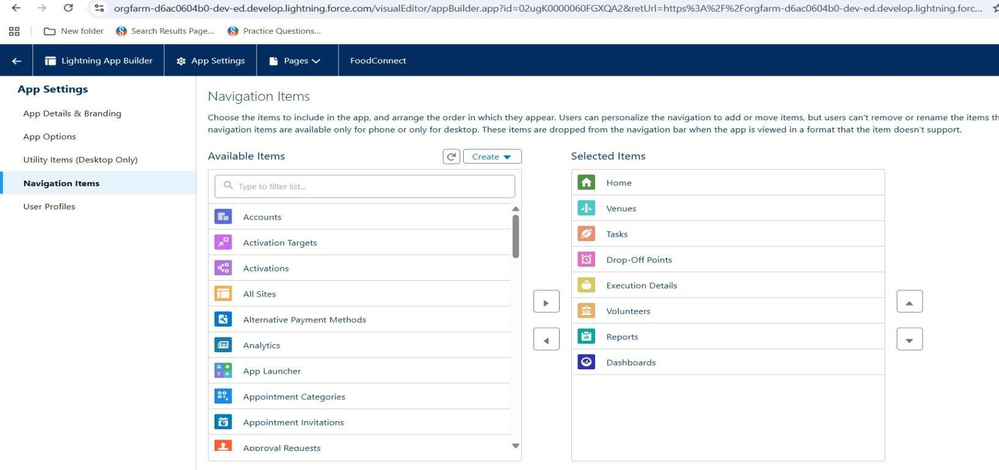 orgfarm-d6ac0604b0-dev-ed.develop.lightning.force.com/visualEditor/appBuilder.app?id=02ugK0000060FGXQA2&retUrl=https%3A%2F%2Forgfarm-d6ac0604b0-dev-ed.develop.lightning.forc...
New folder
Search Results Page...
Practice Questions...
Lightning App Builder
App Settings
Pages
FoodConnect
App Settings
App Details & Branding
App Options
Utility Items (Desktop Only)
Navigation Items
User Profiles
Navigation Items
Choose the items to include in the app, and arrange the order in which they appear. Users can personalize the navigation to add or move items, but users can't remove or rename the items th
navigation items are available only for phone or only for desktop. These items are dropped from the navigation bar when the app is viewed in a format that the item doesn't support.
Available Items
Create
Type to filter list...
Accounts
Activation Targets
Activations
All Sites
Alternative Payment Methods
Analytics
App Launcher
Appointment Categories
Appointment Invitations
Approval Requests
Selected Items
Home
Venues
Tasks
Drop-Off Points
Execution Details
Volunteers
Reports
Dashboards